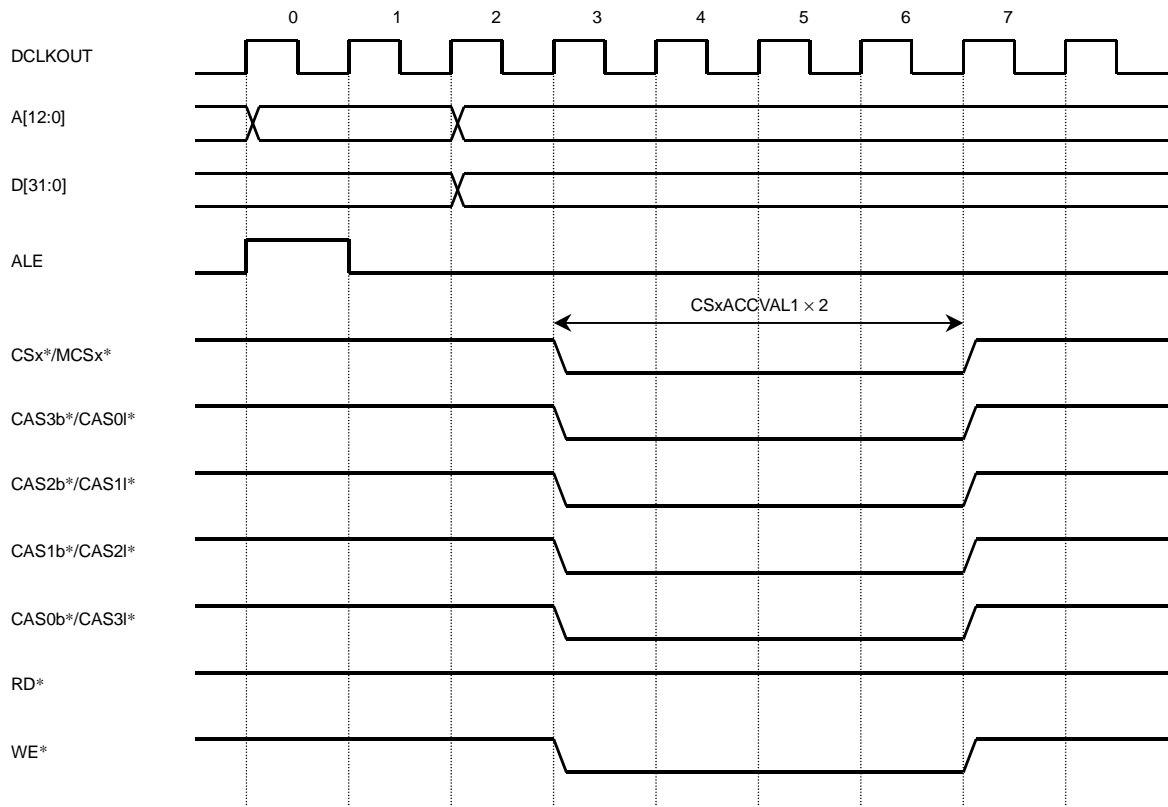 0 1 2 3 4 5 6 7
DCLKOUT
A[12:0]
D[31:0]
ALE
CSxACCVAL1 × 2
CSx*/MCSx*
CAS3b*/CAS0l*
CAS2b*/CAS1l*
CAS1b*/CAS2l*
CAS0b*/CAS3l*
RD*
WE*